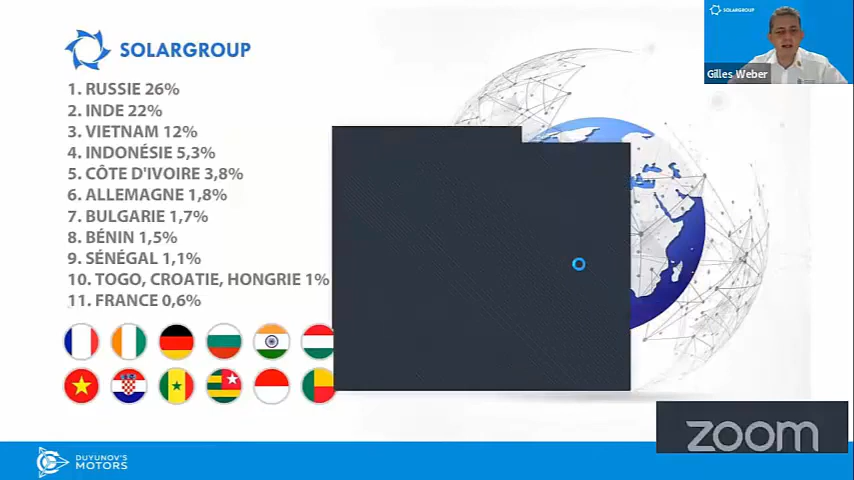 SOLARGROUP
1. RUSSIE 26%
2. INDE 22%
3. VIETNAM 12%
4. INDONÉSIE 5,3%
5. CÔTE D'IVOIRE 3,8%
6. ALLEMAGNE 1,8%
7. BULGARIE 1,7%
8. BÉNIN 1,5%
9. SÉNÉGAL 1,1%
10. TOGO, CROATIE, HONGRIE 1%
11. FRANCE 0,6%
SOLARGROUP
Gilles Weber
zoom
DUYUNOV'S
MOTORS